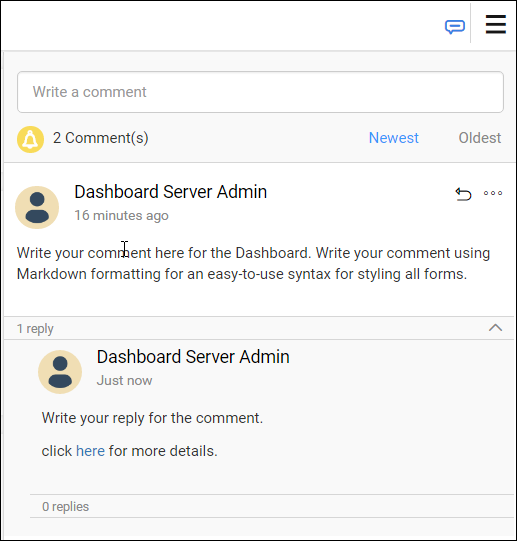 Write a comment
2 Comment(s)
Newest
Oldest
Dashboard Server Admin
16 minutes ago
Write your comment here for the Dashboard. Write your comment using
Markdown formatting for an easy-to-use syntax for styling all forms.
1 reply
Dashboard Server Admin
Just now
Write your reply for the comment.
click here for more details.
0 replies